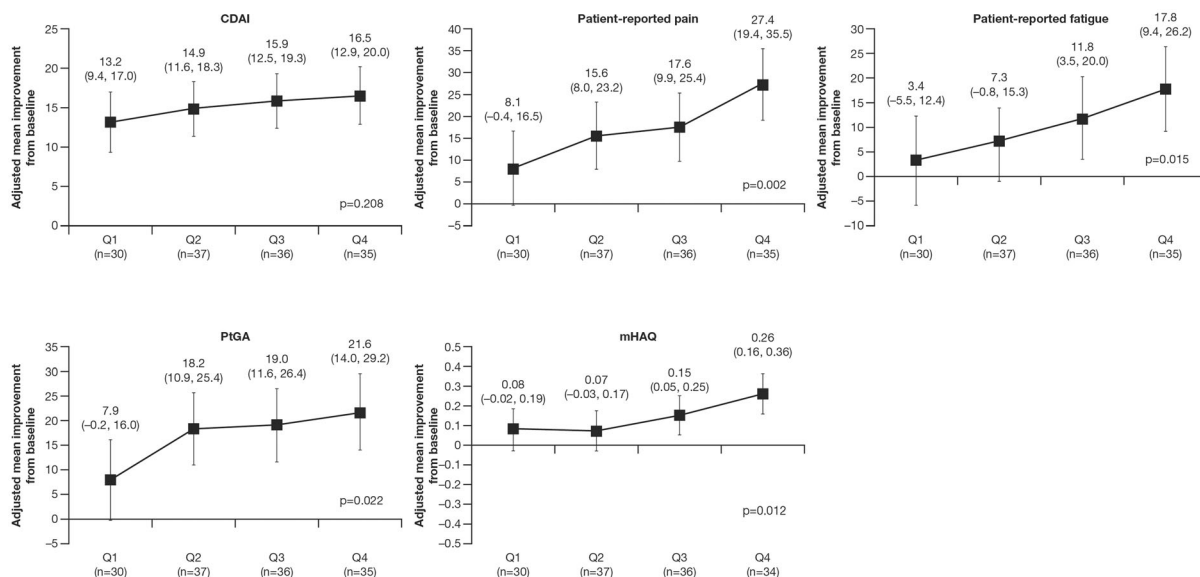 CDAI
Adjusted mean improvement
from baseline
25
20
15
10
5
0
13.2
(9.4, 17.0)
14.9
(11.6, 18.3)
15.9
(12.5, 19.3)
16.5
(12.9, 20.0)
p=0.208
Q1
(n=30)
Q2
(n=37)
Q3
(n=36)
Q4
(n=35)
Patient-reported pain
Adjusted mean improvement
from baseline
40
35
30
25
20
15
10
5
0
−5
8.1
(−0.4, 16.5)
15.6
(8.0, 23.2)
17.6
(9.9, 25.4)
27.4
(19.4, 35.5)
p=0.002
Q1
(n=30)
Q2
(n=37)
Q3
(n=36)
Q4
(n=35)
Patient-reported fatigue
Adjusted mean improvement
from baseline
30
25
20
15
10
5
0
−5
−10
3.4
(−5.5, 12.4)
7.3
(−0.8, 15.3)
11.8
(3.5, 20.0)
17.8
(9.4, 26.2)
p=0.015
Q1
(n=30)
Q2
(n=37)
Q3
(n=36)
Q4
(n=35)
PtGA
Adjusted mean improvement
from baseline
35
30
25
20
15
10
5
0
−5
7.9
(−0.2, 16.0)
18.2
(10.9, 25.4)
19.0
(11.6, 26.4)
21.6
(14.0, 29.2)
p=0.022
Q1
(n=30)
Q2
(n=37)
Q3
(n=36)
Q4
(n=35)
mHAQ
Adjusted mean improvement
from baseline
0.5
0.4
0.3
0.2
0.1
0
−0.1
−0.2
−0.3
−0.4
−0.5
0.08
(−0.02, 0.19)
0.07
(−0.03, 0.17)
0.15
(0.05, 0.25)
0.26
(0.16, 0.36)
p=0.012
Q1
(n=30)
Q2
(n=37)
Q3
(n=36)
Q4
(n=34)